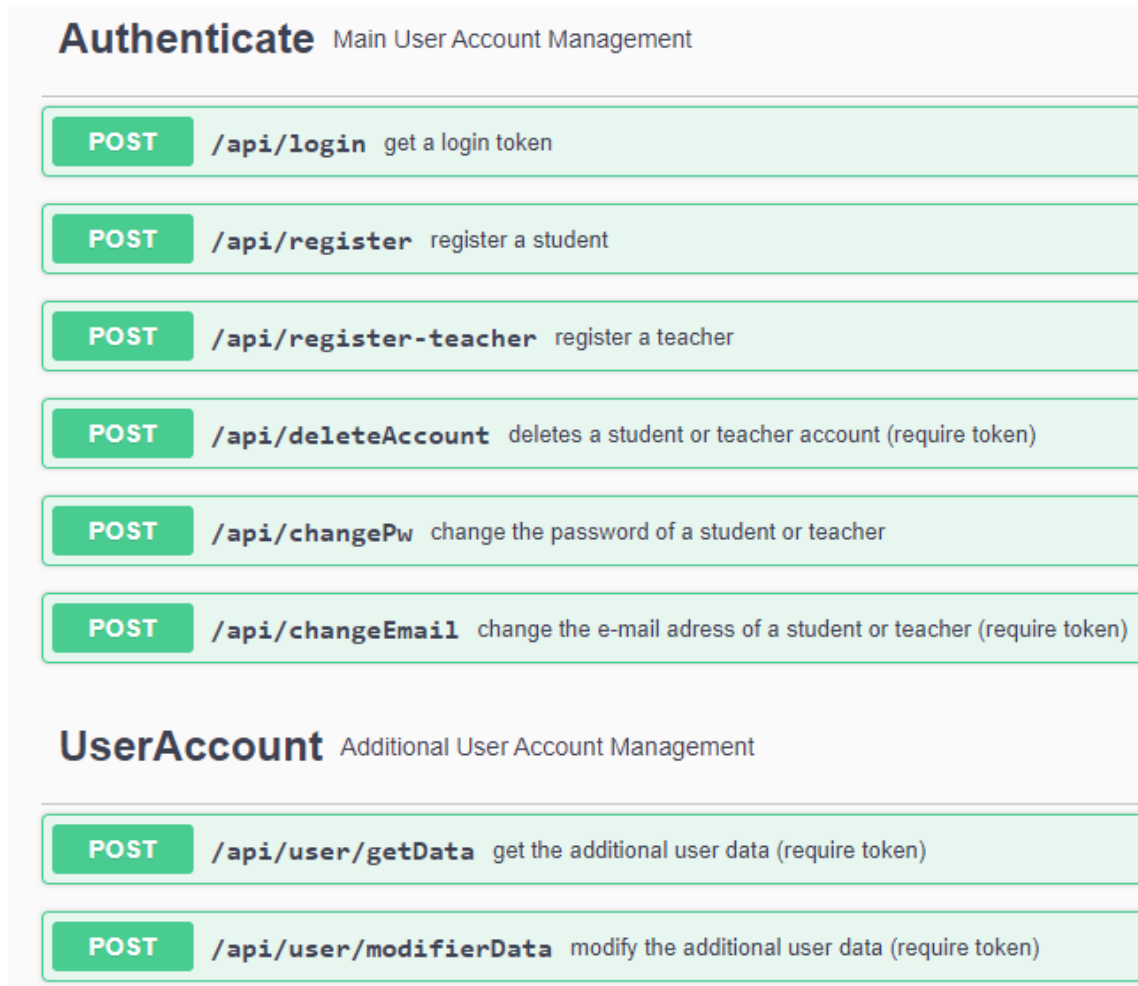 Authenticate Main User Account Management
POST /api/login get a login token
POST /api/register register a student
POST /api/register-teacher register a teacher
POST /api/deleteAccount deletes a student or teacher account (require token)
POST /api/changePw change the password of a student or teacher
POST /api/changeEmail change the e-mail adress of a student or teacher (require token)
UserAccount Additional User Account Management
POST /api/user/getData get the additional user data (require token)
POST /api/user/modifierData modify the additional user data (require token)